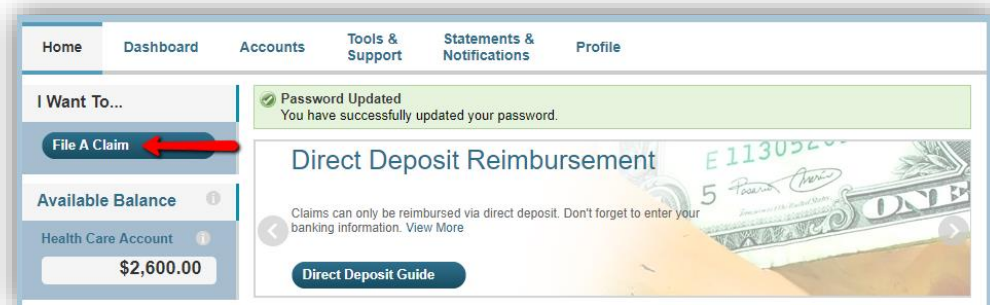 Home
Dashboard
Accounts
Tools &
Support
Statements &
Notifications
Profile
I Want To...
File A Claim
Available Balance
Health Care Account
$2,600.00
Password Updated
You have successfully updated your password.
Direct Deposit Reimbursement
Claims can only be reimbursed via direct deposit. Don't forget to enter your
banking information. View More
Direct Deposit Guide
5
ONE